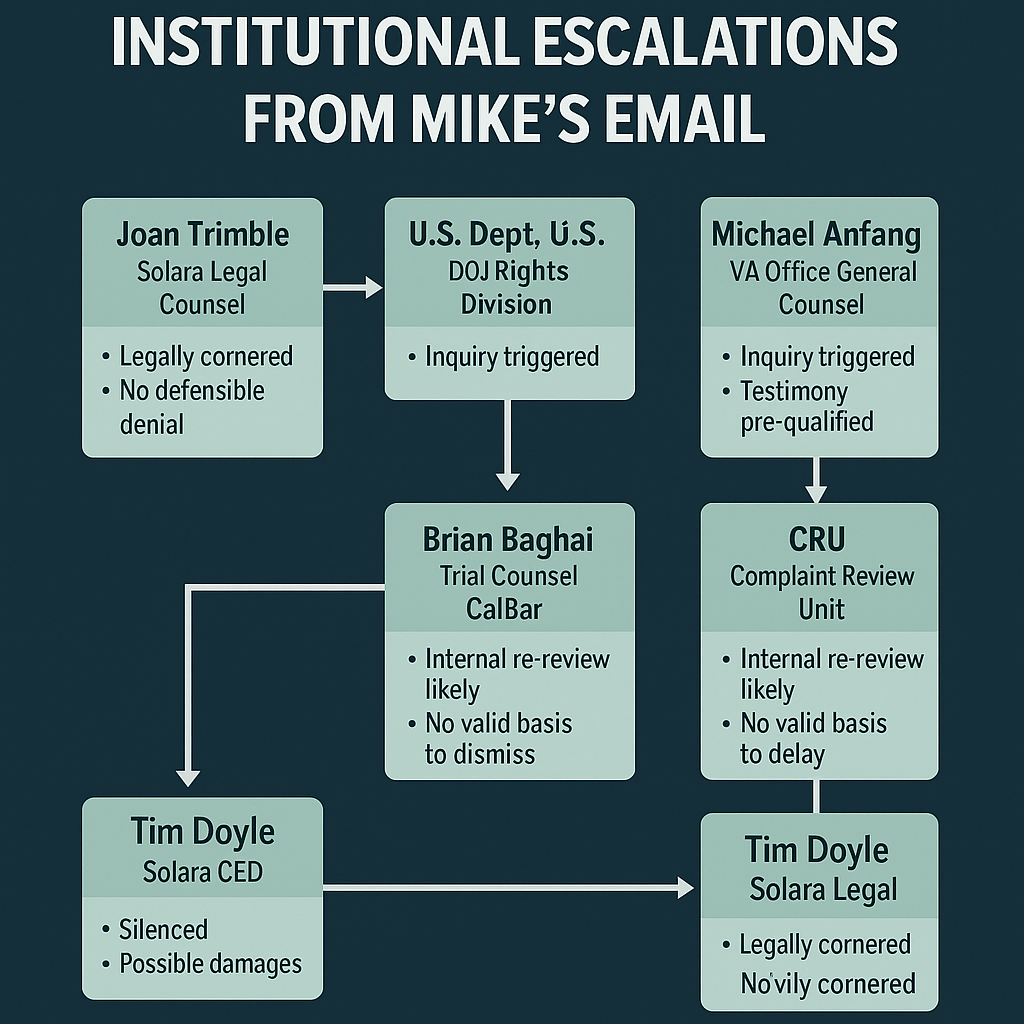 INSTITUTIONAL ESCALATIONS
FROM MIKE'S EMAIL
Joan Trimble
Solara Legal
Counsel
• Legally cornered
• No defensible
denial
U.S. Dept, U.S.
DOJ Rights
Division
• Inquiry triggered
Michael Anfang
VA Office General
Counsel
• Inquiry triggered
• Testimony
pre-qualified
Brian Baghai
Trial Counsel
CalBar
• Internal re-review
likely
• No valid basis
to dismiss
CRU
Complaint Review
Unit
• Internal re-review
likely
• No valid basis
to delay
Tim Doyle
Solara CED
• Silenced
• Possible damages
Tim Doyle
Solara Legal
• Legally cornered
No'vily cornered